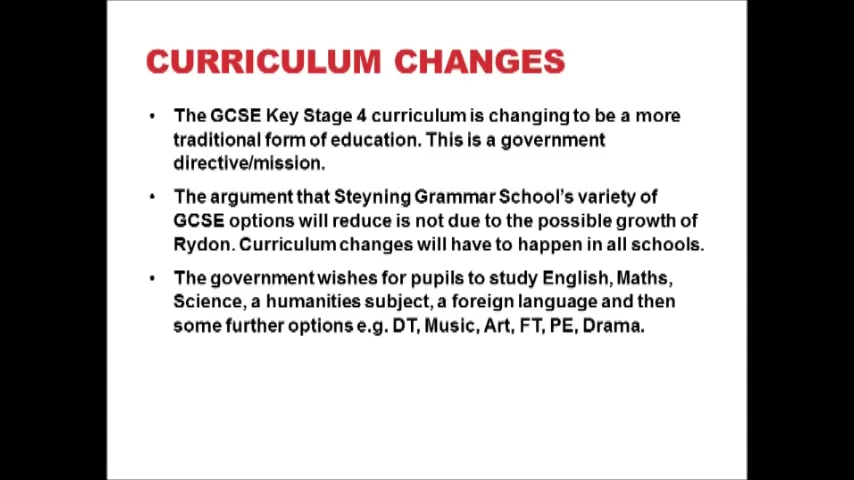 CURRICULUM CHANGES
• The GCSE Key Stage 4 curriculum is changing to be a more
traditional form of education. This is a government
directive/mission.
• The argument that Steyning Grammar School's variety of
GCSE options will reduce is not due to the possible growth of
Rydon. Curriculum changes will have to happen in all schools.
• The government wishes for pupils to study English, Maths,
Science, a humanities subject, a foreign language and then
some further options e.g. DT, Music, Art, FT, PE, Drama.